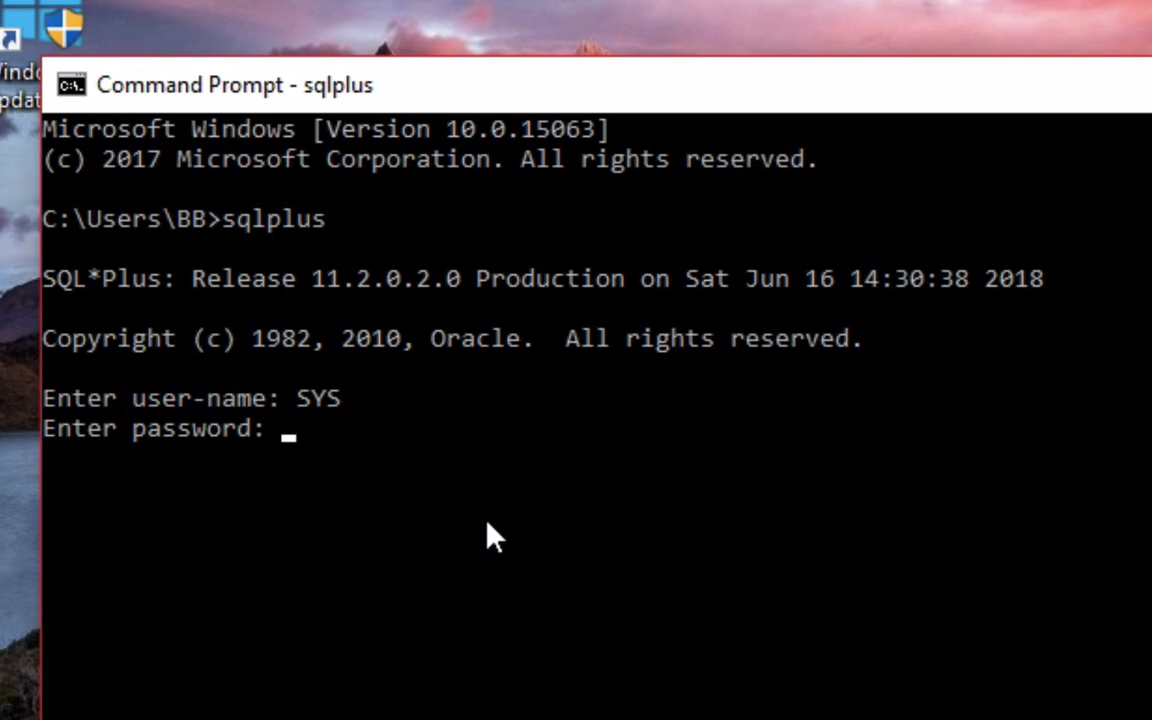 Command Prompt - sqlplus
Microsoft Windows [Version 10.0.15063]
(c) 2017 Microsoft Corporation. All rights reserved.
C:\Users\BB>sqlplus
SQL*Plus: Release 11.2.0.2.0 Production on Sat Jun 16 14:30:38 2018
Copyright (c) 1982, 2010, Oracle.  All rights reserved.
Enter user-name: SYS
Enter password: